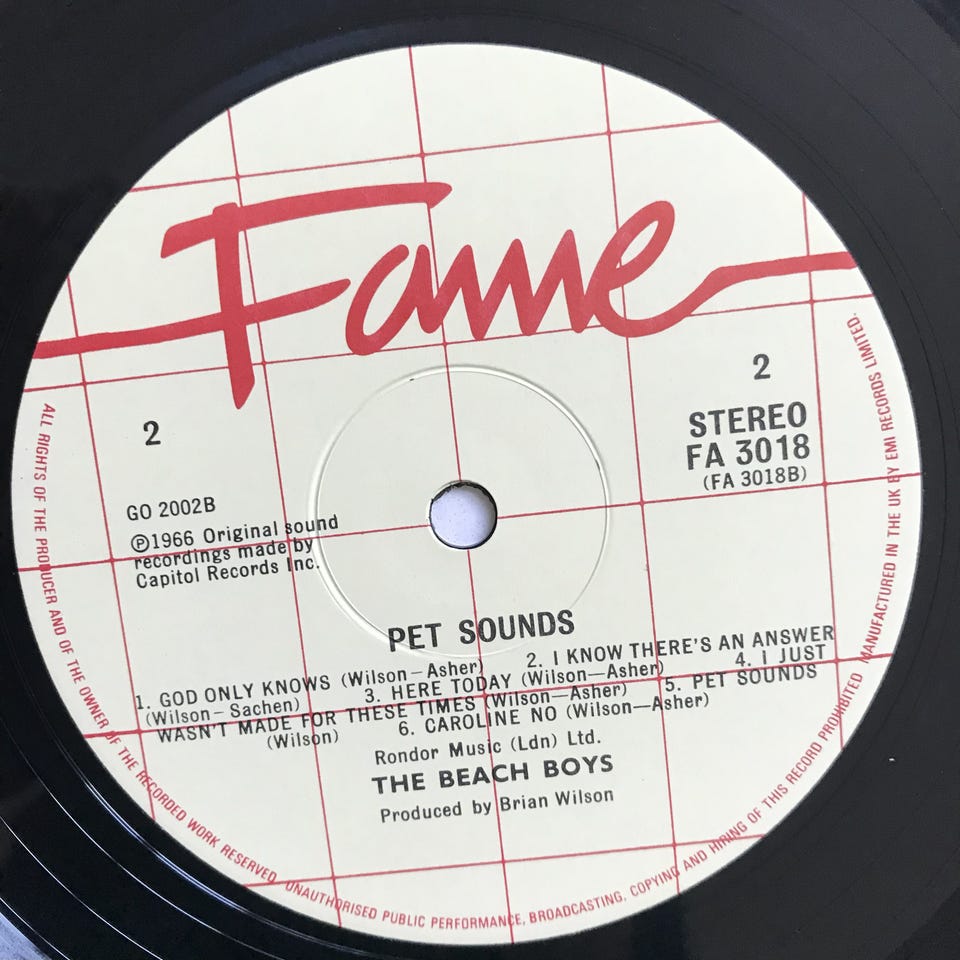 Fame
2
2
STEREO
FA 3018
(FA 3018B)
GO 2002B
Ⓟ1966 Original sound
recordings made by
Capitol Records Inc.
PET SOUNDS
1. GOD ONLY KNOWS (Wilson—Asher) 2. I KNOW THERE'S AN ANSWER
(Wilson—Sachen) 3. HERE TODAY (Wilson—Asher) 4. I JUST
WASN'T MADE FOR THESE TIMES (Wilson—Asher) 5. PET SOUNDS
(Wilson) 6. CAROLINE NO (Wilson—Asher)
Rondor Music (Ldn) Ltd.
THE BEACH BOYS
Produced by Brian Wilson
ALL RIGHTS OF THE PRODUCER AND OF THE OWNER OF THE RECORDED WORK RESERVED. UNAUTHORISED PUBLIC PERFORMANCE, BROADCASTING, COPYING AND HIRING OF THIS RECORD PROHIBITED MANUFACTURED IN THE UK BY EMI RECORDS LIMITED.